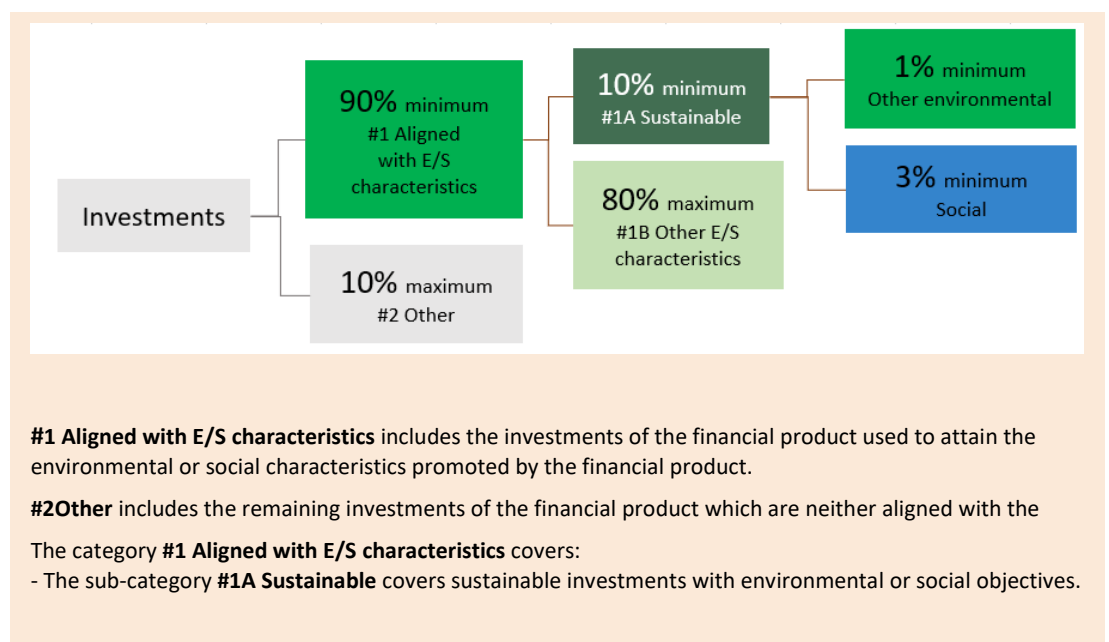 Investments
90% minimum
#1 Aligned
with E/S
characteristics
10% maximum
#2 Other
10% minimum
#1A Sustainable
80% maximum
#1B Other E/S
characteristics
1% minimum
Other environmental
3% minimum
Social
#1 Aligned with E/S characteristics includes the investments of the financial product used to attain the
environmental or social characteristics promoted by the financial product.
#2Other includes the remaining investments of the financial product which are neither aligned with the
The category #1 Aligned with E/S characteristics covers:
- The sub-category #1A Sustainable covers sustainable investments with environmental or social objectives.